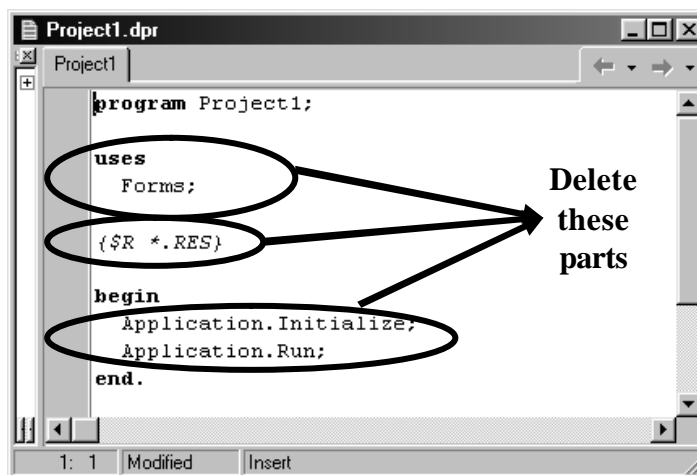 Project1.dpr
Project1
program Project1;
uses
Forms;
{$R *.RES}
begin
Application.Initialize;
Application.Run;
end.
Delete
these
parts
1: 1 Modified Insert